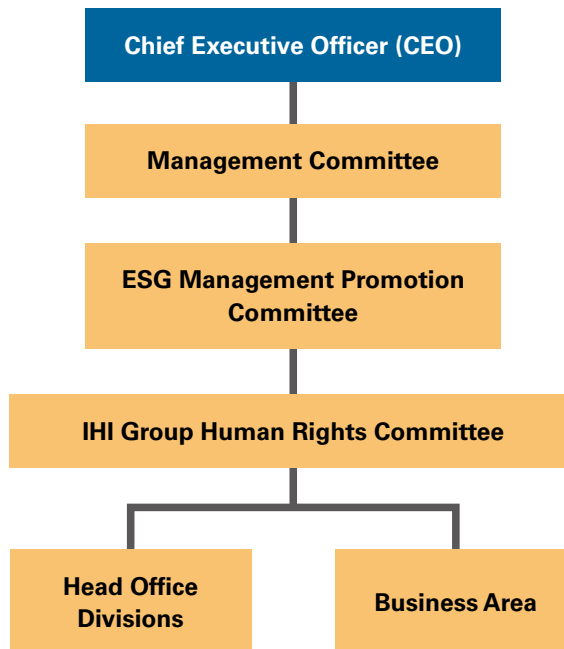 Chief Executive Officer (CEO)
Management Committee
ESG Management Promotion
Committee
IHI Group Human Rights Committee
Head Office
Divisions
Business Area